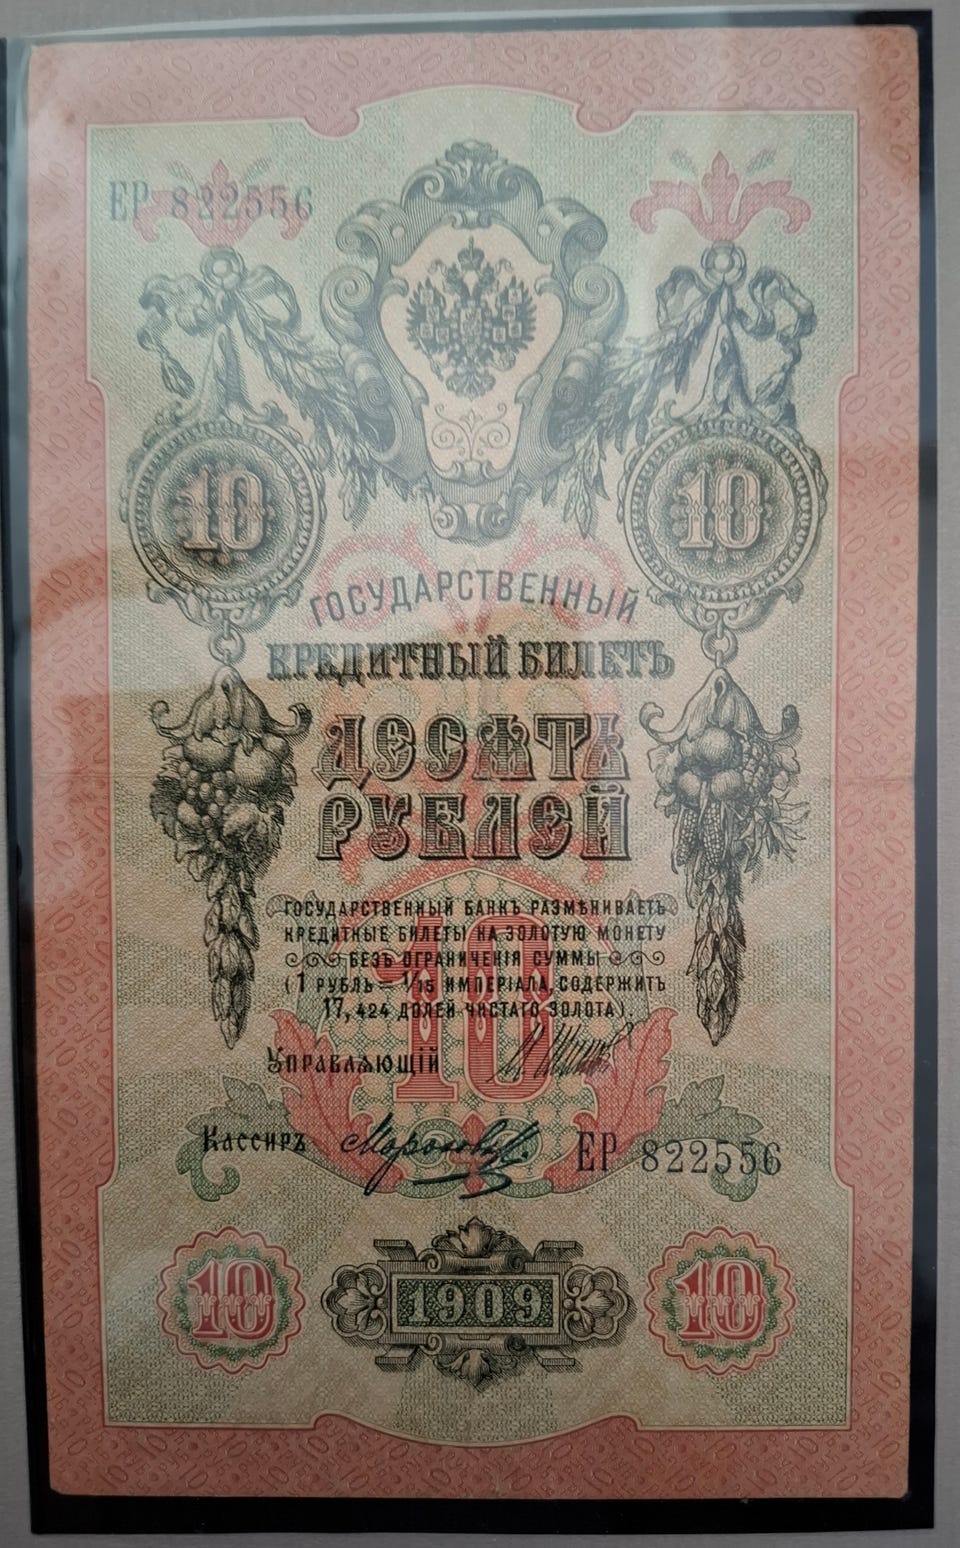 ЕР 822556
10 10
ГОСУДАРСТВЕННЫЙ
КРЕДИТНЫЙ БИЛЕТЪ
ДЕСЯТЬ
РУБЛЕЙ
ГОСУДАРСТВЕННЫЙ БАНКЪ РАЗМѢНИВАЕТЪ
КРЕДИТНЫЕ БИЛЕТЫ НА ЗОЛОТУЮ МОНЕТУ
БЕЗЪ ОГРАНИЧЕНІЯ СУММЫ
(1 РУБЛЬ = 1/15 ИМПЕРІАЛА, СОДЕРЖИТЪ
17,424 ДОЛЕЙ ЧИСТАГО ЗОЛОТА).
10
УПРАВЛЯЮЩІЙ
КАССИРЪ
ЕР 822556
10 1909 10